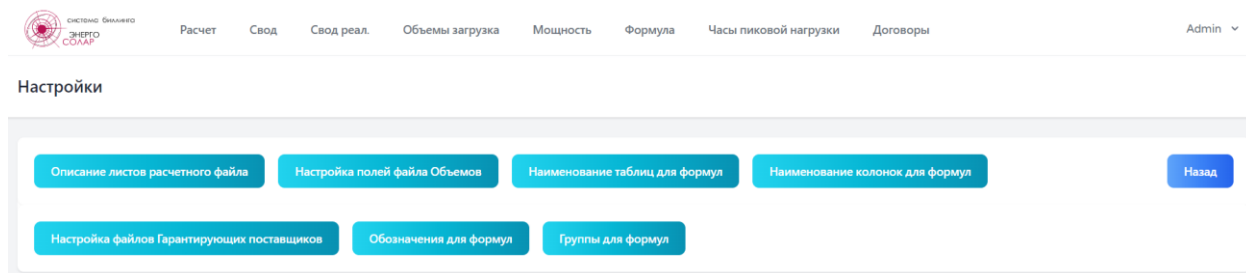 система биллинга
ЭНЕРГО
СОЛАР
Расчет Свод Свод реал. Объемы загрузка Мощность Формула Часы пиковой нагрузки Договоры Admin
Настройки
Описание листов расчетного файла Настройка полей файла Объемов Наименование таблиц для формул Наименование колонок для формул Назад
Настройка файлов Гарантирующих поставщиков Обозначения для формул Группы для формул